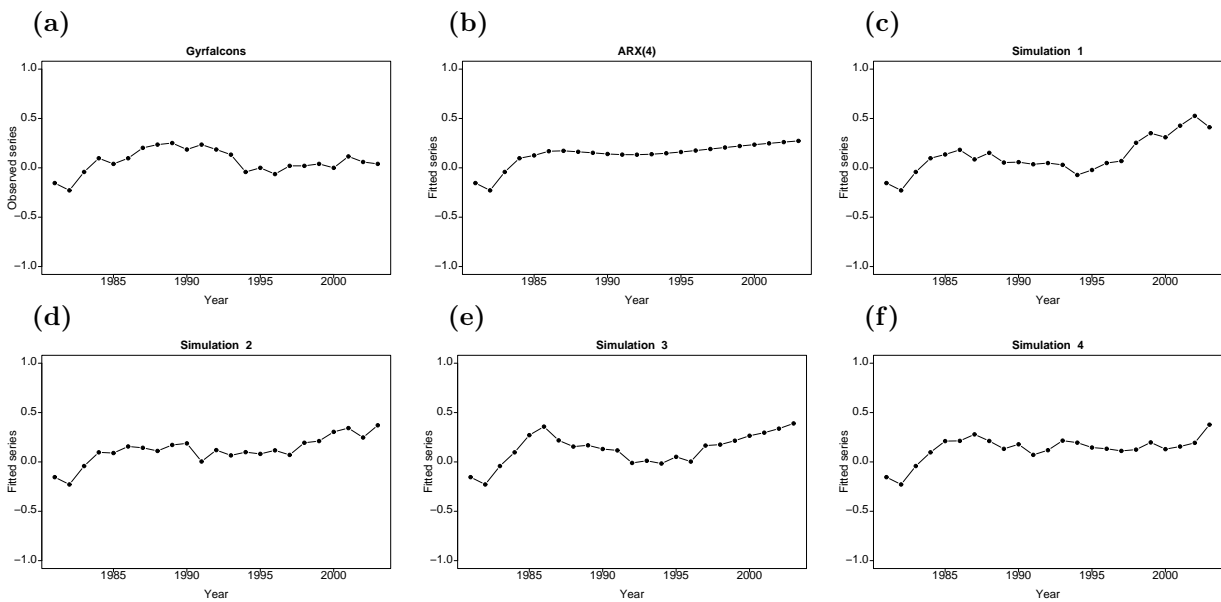 (a)
Gyrfalcons
1.0
0.5
0.0
−0.5
−1.0
Observed series
1985 1990 1995 2000
Year
(b)
ARX(4)
1.0
0.5
0.0
−0.5
−1.0
Fitted series
1985 1990 1995 2000
Year
(c)
Simulation 1
1.0
0.5
0.0
−0.5
−1.0
Fitted series
1985 1990 1995 2000
Year
(d)
Simulation 2
1.0
0.5
0.0
−0.5
−1.0
Fitted series
1985 1990 1995 2000
Year
(e)
Simulation 3
1.0
0.5
0.0
−0.5
−1.0
Fitted series
1985 1990 1995 2000
Year
(f)
Simulation 4
1.0
0.5
0.0
−0.5
−1.0
Fitted series
1985 1990 1995 2000
Year